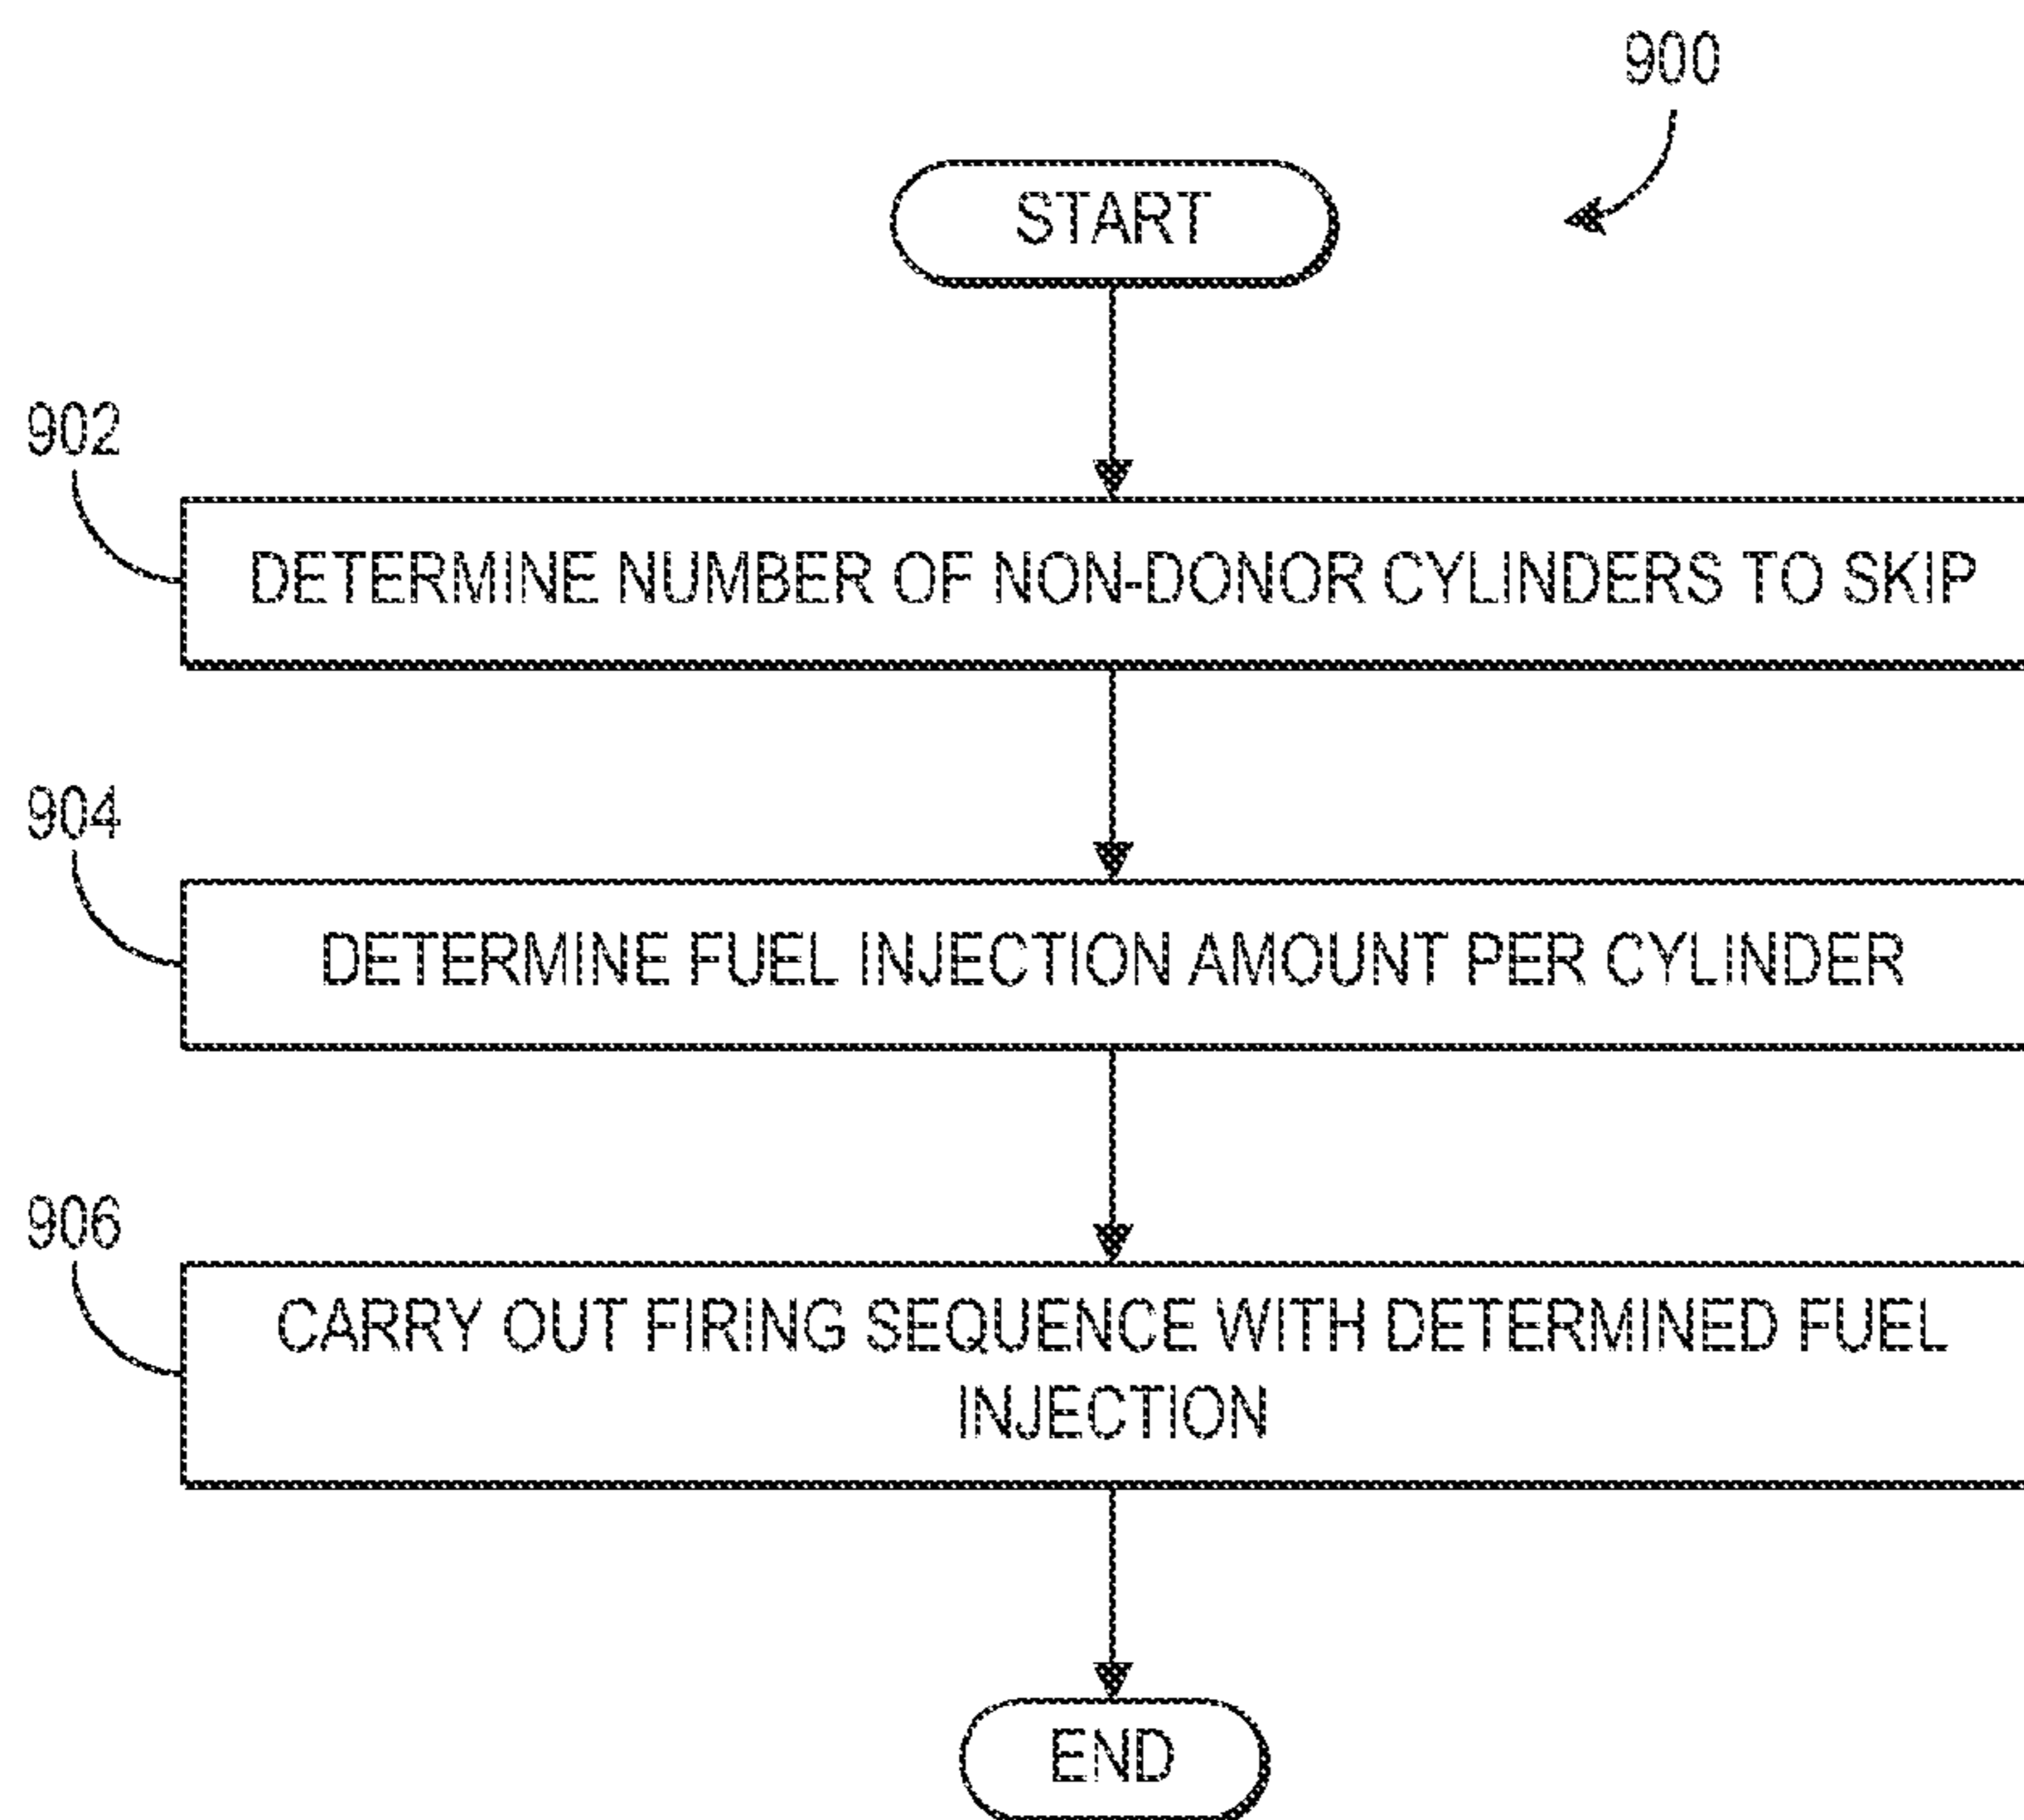 900
START
902
DETERMINE NUMBER OF NON-DONOR CYLINDERS TO SKIP
904
DETERMINE FUEL INJECTION AMOUNT PER CYLINDER
906
CARRY OUT FIRING SEQUENCE WITH DETERMINED FUEL
INJECTION
END